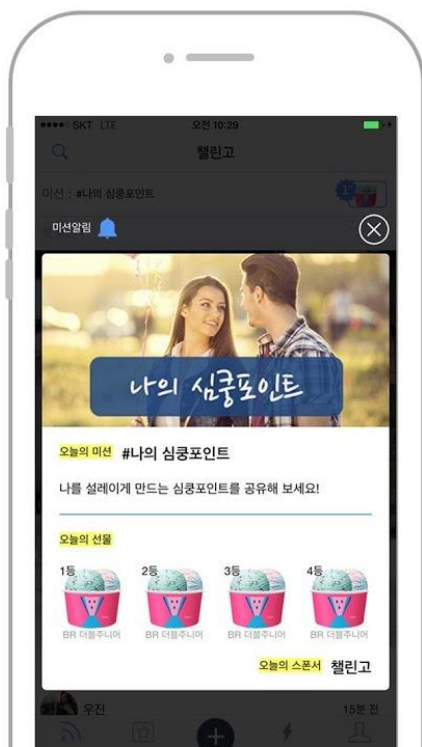 SKT LTE 오전 10:29
챌린고
미션 : #나의 심쿵포인트
미션알림
나의 심쿵포인트
오늘의 미션 #나의 심쿵포인트
나를 설레이게 만드는 심쿵포인트를 공유해 보세요!
오늘의 선물
1등 2등 3등 4등
BR 더블주니어 BR 더블주니어 BR 더블주니어 BR 더블주니어
오늘의 스폰서 챌린고
우진 15분 전